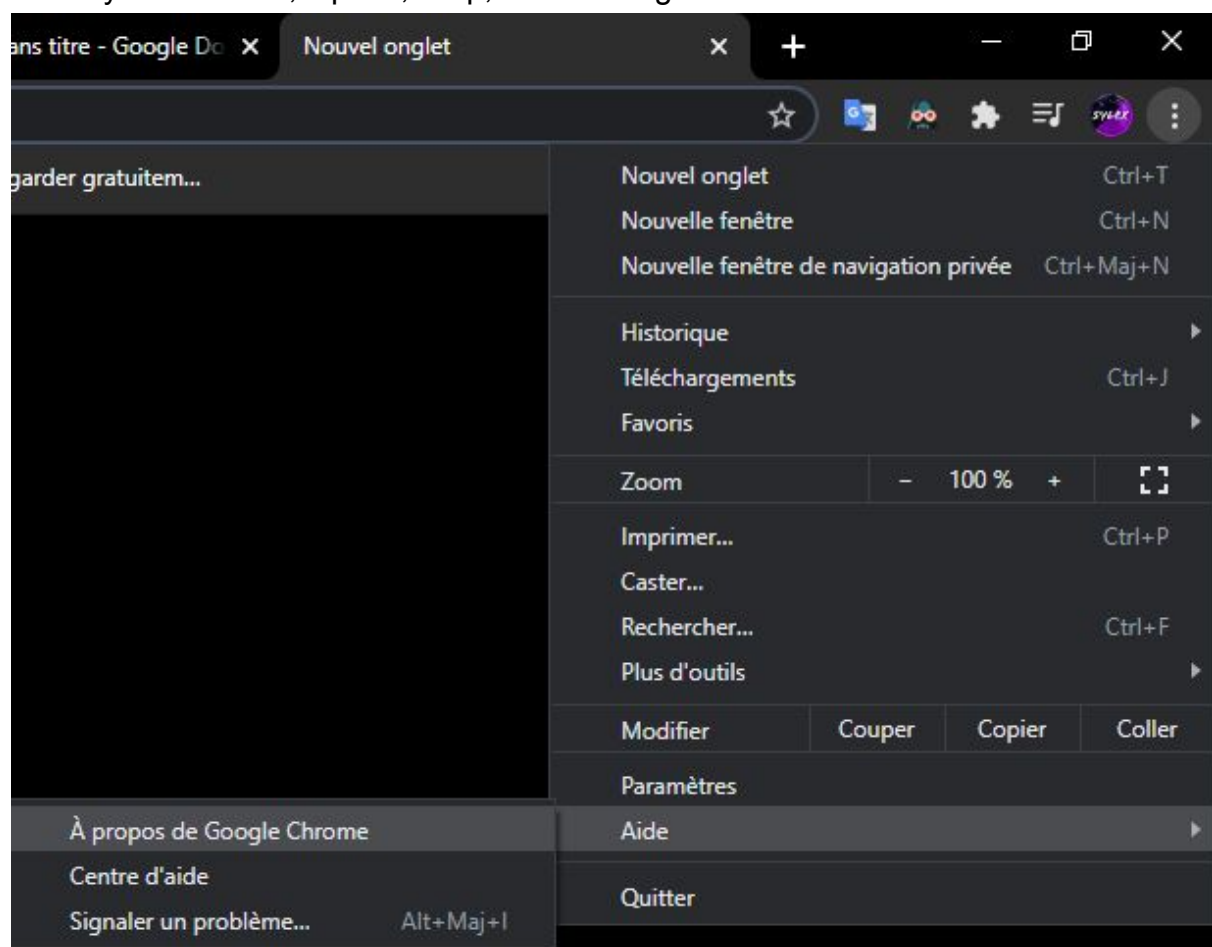 ans titre - Google Do
Nouvel onglet
SYLEX
garder gratuitem...
Nouvel onglet Ctrl+T
Nouvelle fenêtre Ctrl+N
Nouvelle fenêtre de navigation privée Ctrl+Maj+N
Historique
Téléchargements Ctrl+J
Favoris
Zoom - 100 % +
Imprimer... Ctrl+P
Caster...
Rechercher... Ctrl+F
Plus d'outils
Modifier Couper Copier Coller
Paramètres
À propos de Google Chrome
Aide
Centre d'aide
Quitter
Signaler un problème... Alt+Maj+I